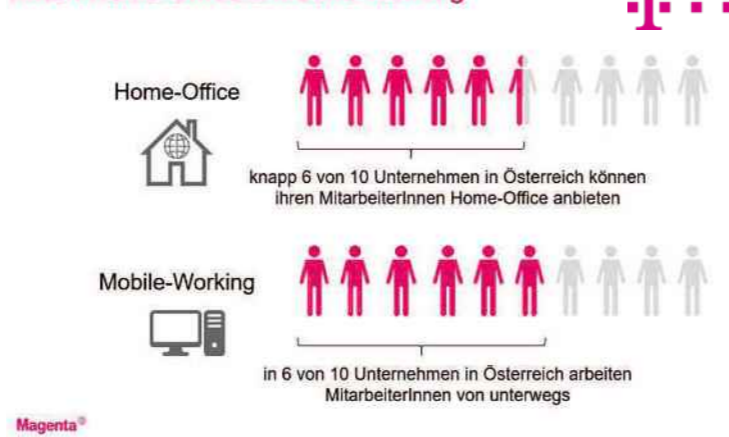 Home-Office
knapp 6 von 10 Unternehmen in Österreich können
ihren MitarbeiterInnen Home-Office anbieten
Mobile-Working
in 6 von 10 Unternehmen in Österreich arbeiten
MitarbeiterInnen von unterwegs
Magenta®